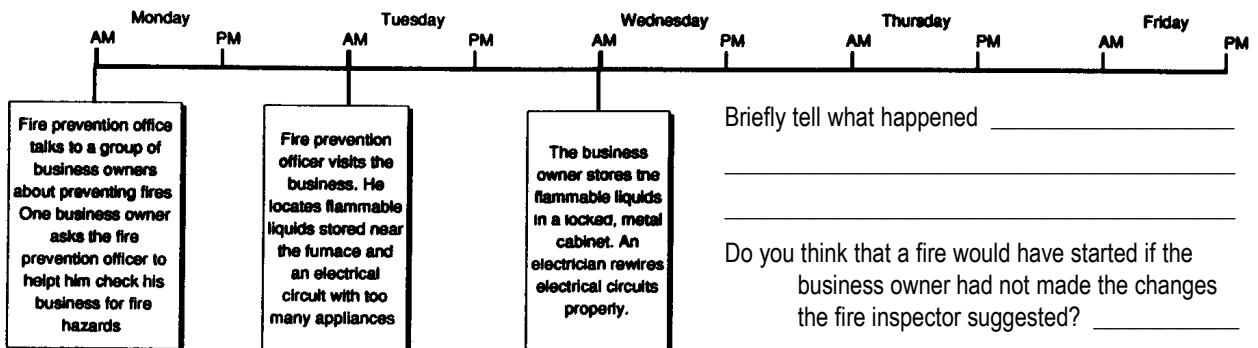 Monday Tuesday Wednesday Thursday Friday
AM PM AM PM AM PM AM PM AM PM
Fire prevention office
talks to a group of
business owners
about preventing fires
One business owner
asks the fire
prevention officer to
helpt him check his
business for fire
hazards
Fire prevention
officer visits the
business. He
locates flammable
liquids stored near
the furnace and
an electrical
circuit with too
many appliances
The business
owner stores the
flammable liquids
in a locked, metal
cabinet. An
electrician rewires
electrical circuits
properly.
Briefly tell what happened
Do you think that a fire would have started if the
business owner had not made the changes
the fire inspector suggested?